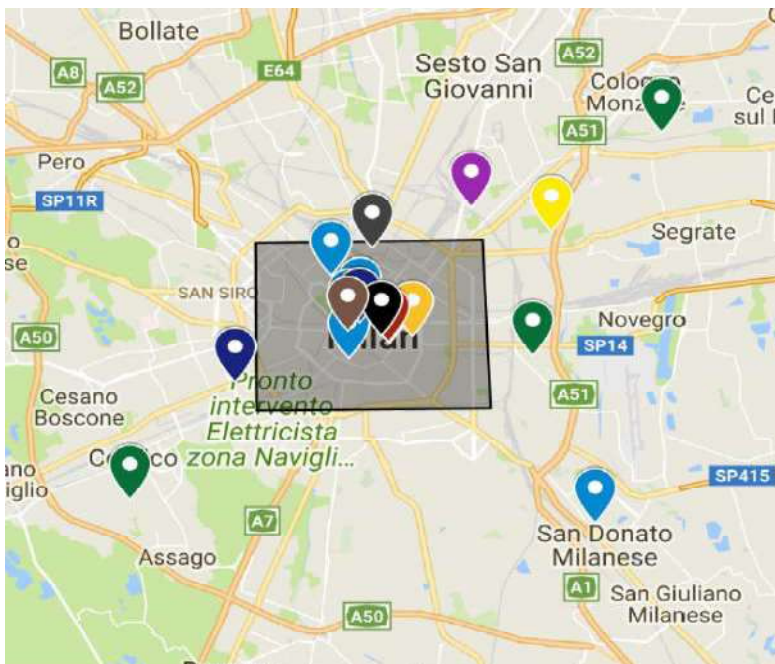 Bollate
A8
A52
E64
Sesto San
Giovanni
A52
A51
Pero
SP11R
Segrate
SAN SIRO
Novegro
SP14
A50
A51
Cesano
Boscone
Pronto
intervento
Elettricista
zona Navigli...
SP415
A7
San Donato
Milanese
Assago
A1
San Giuliano
Milanese
A50